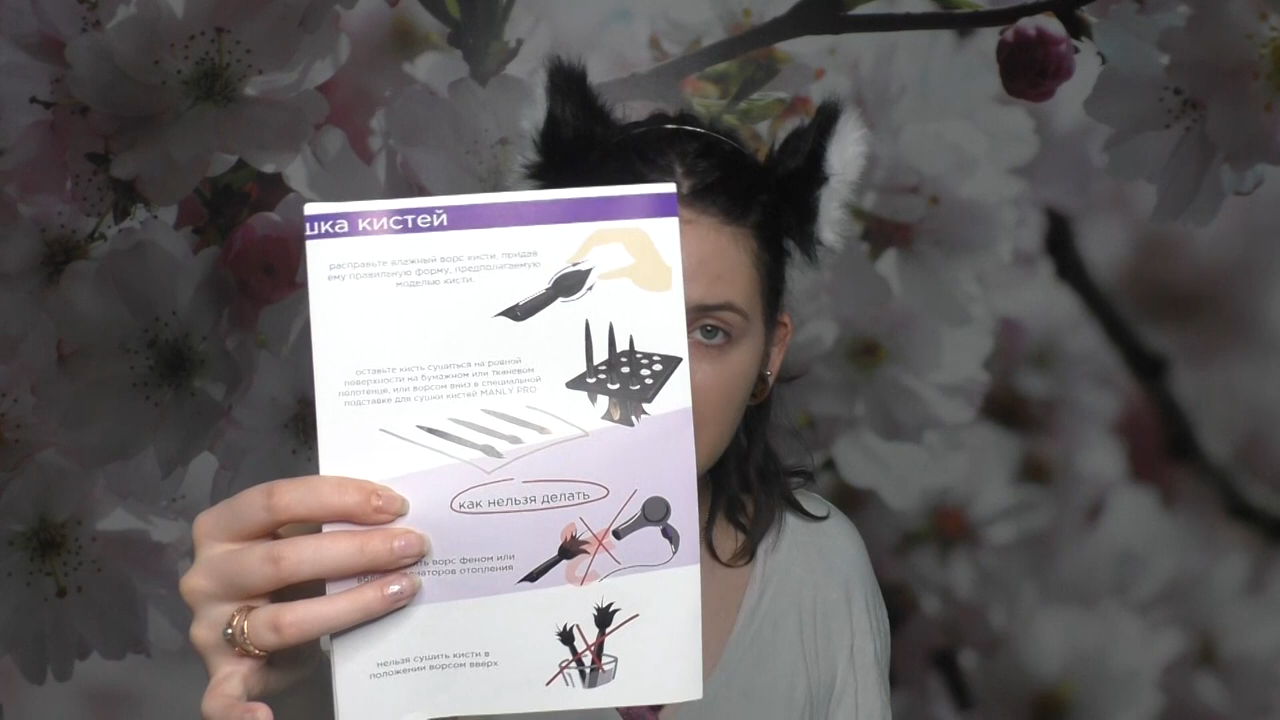 шка кистей
расправьте влажный ворс кисти, придав
ему правильную форму, предполагаемую
моделью кисти.
оставьте кисть сушиться на ровной
поверхности на бумажном или тканевом
полотенце, или ворсом вниз в специальной
подставке для сушки кистей MANLY PRO
как нельзя делать
ть ворс феном или
отопления
нельзя сушить кисти в
положении ворсом вверх